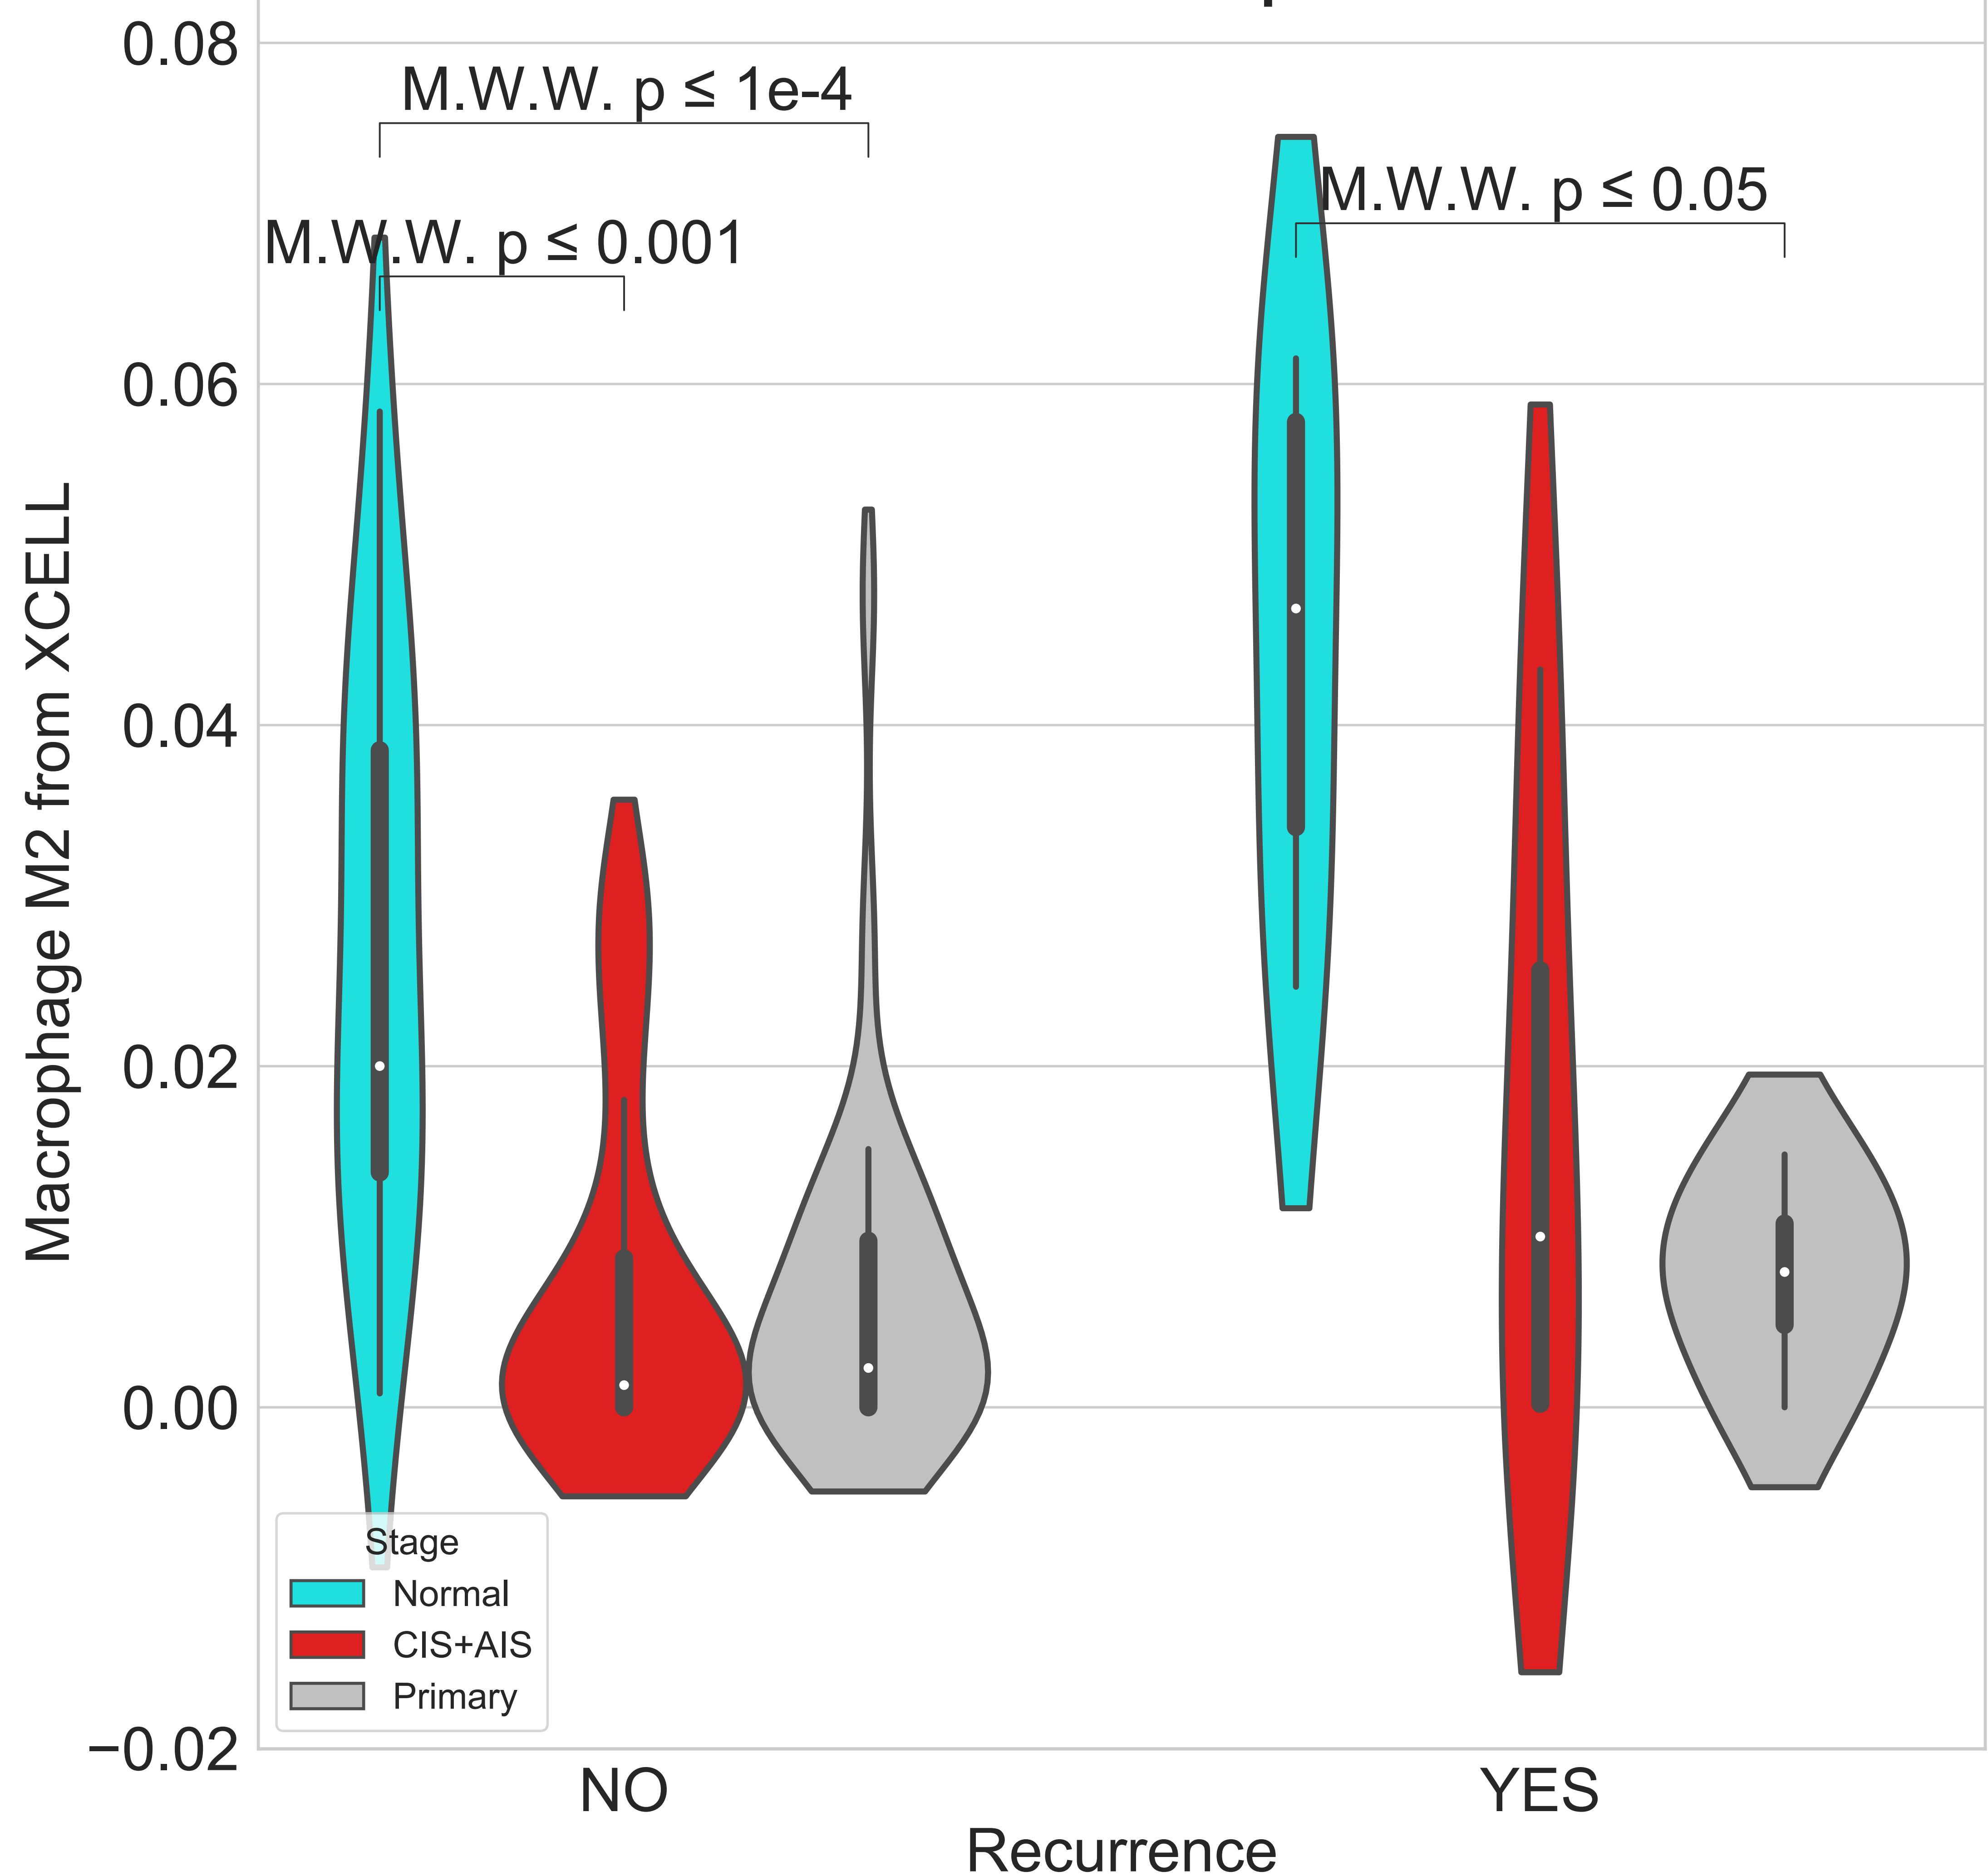 0.08
M.W.W. p ≤ 1e-4
M.W.W. p ≤ 0.05
M.W.W. p ≤ 0.001
0.06
Macrophage M2 from XCELL
0.04
0.02
0.00
−0.02
Stage
Normal
CIS+AIS
Primary
NO
YES
Recurrence